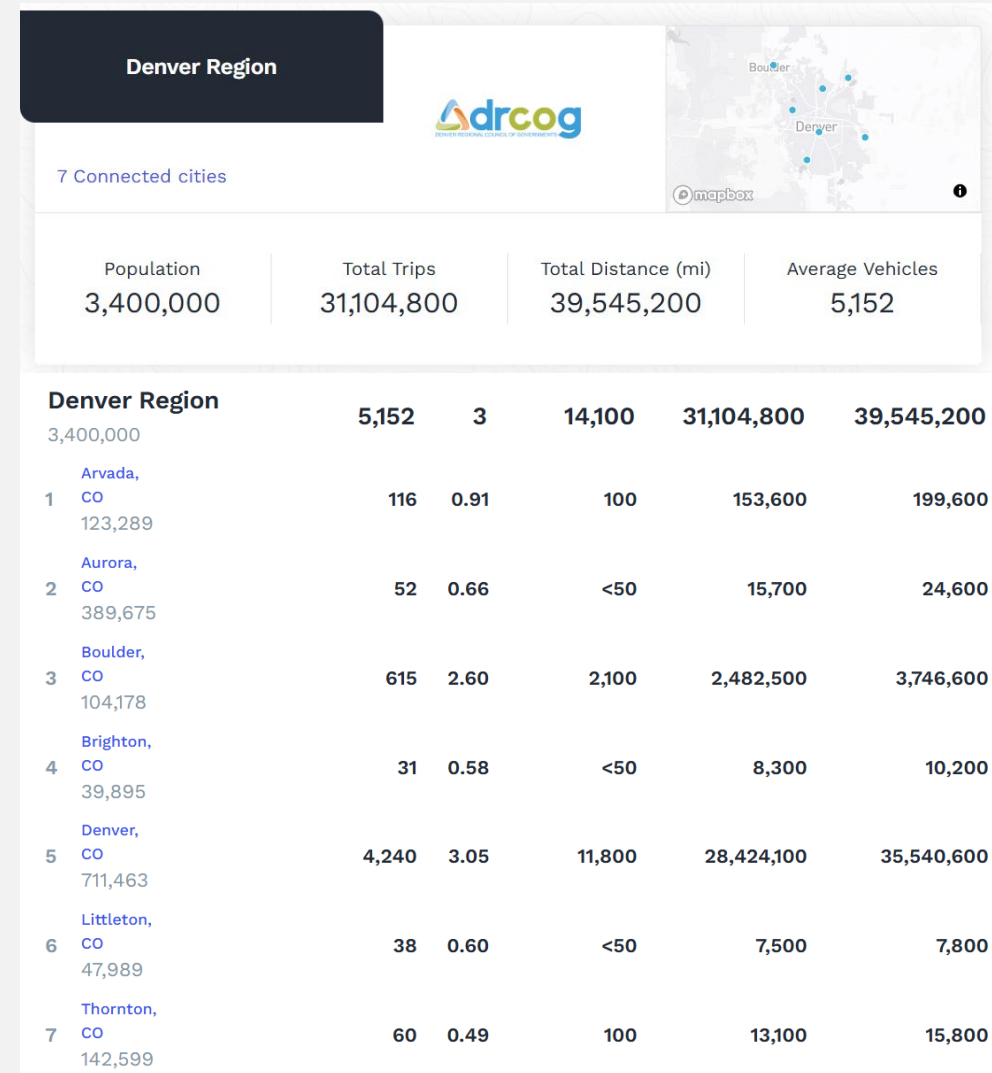 Denver Region
drcog
DENVER REGIONAL COUNCIL OF GOVERNMENTS
Boulder
Denver
mapbox
7 Connected cities
Population
3,400,000
Total Trips
31,104,800
Total Distance (mi)
39,545,200
Average Vehicles
5,152
Denver Region
3,400,000
5,152 3 14,100 31,104,800 39,545,200
Arvada,
1 CO 116 0.91 100 153,600 199,600
123,289
Aurora,
2 CO 52 0.66 <50 15,700 24,600
389,675
Boulder,
3 CO 615 2.60 2,100 2,482,500 3,746,600
104,178
Brighton,
4 CO 31 0.58 <50 8,300 10,200
39,895
Denver,
5 CO 4,240 3.05 11,800 28,424,100 35,540,600
711,463
Littleton,
6 CO 38 0.60 <50 7,500 7,800
47,989
Thornton,
7 CO 60 0.49 100 13,100 15,800
142,599